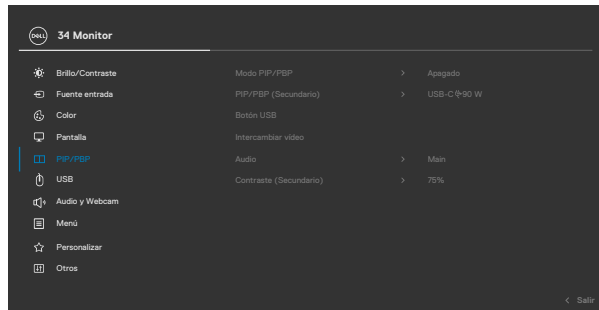 DELL
34 Monitor
Brillo/Contraste
Modo PIP/PBP > Apagado
Fuente entrada
PIP/PBP (Secundario) > USB-C 90 W
Color
Botón USB
Pantalla
Intercambiar vídeo
PIP/PBP
Audio > Main
USB
Contraste (Secundario) > 75%
Audio y Webcam
Menú
Personalizar
Otros
< Salir